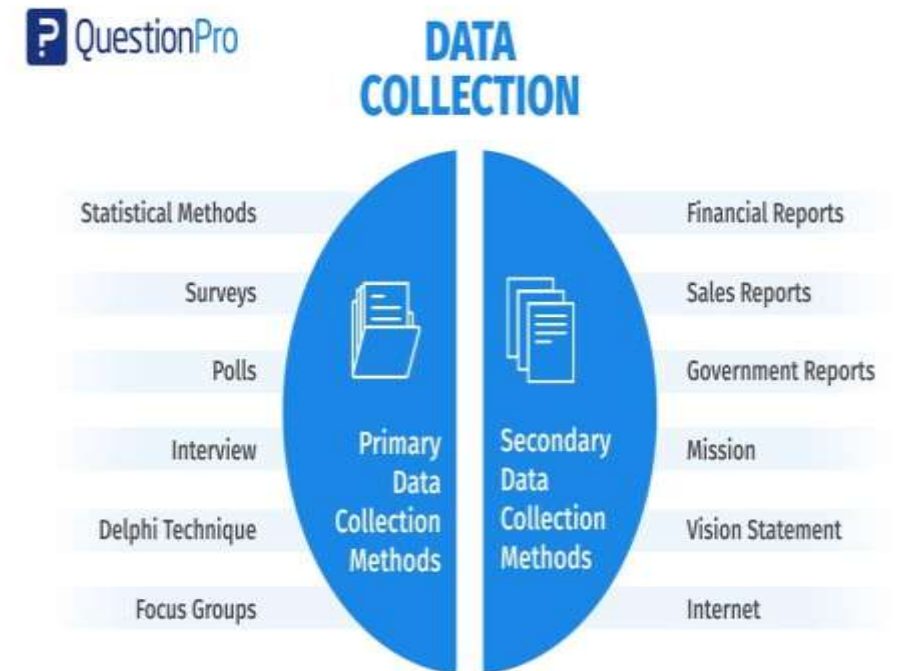 QuestionPro
DATA
COLLECTION
Statistical Methods
Surveys
Polls
Interview
Delphi Technique
Focus Groups
Primary
Data
Collection
Methods
Secondary
Data
Collection
Methods
Financial Reports
Sales Reports
Government Reports
Mission
Vision Statement
Internet